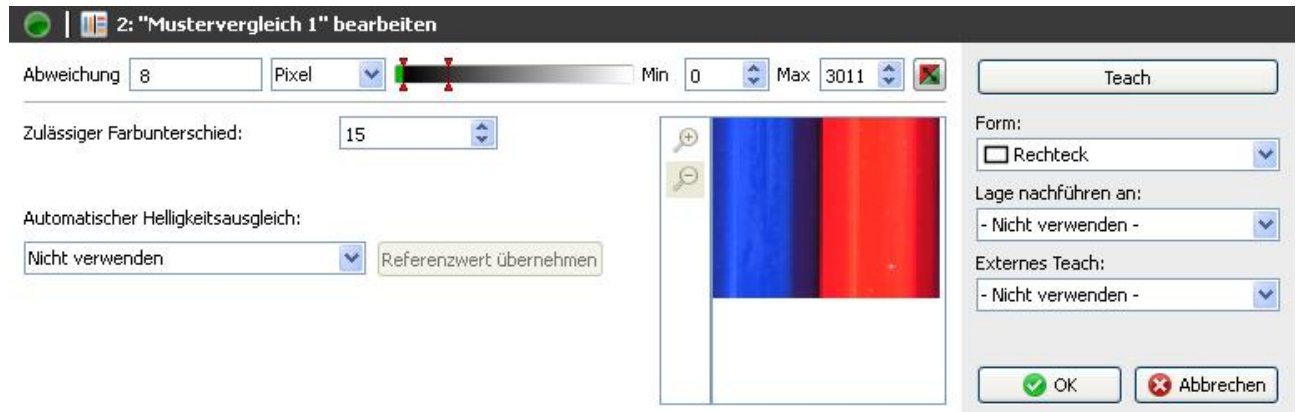 2: "Mustervergleich 1" bearbeiten
Abweichung 8 Pixel Min 0 Max 3011
Zulässiger Farbunterschied: 15
Automatischer Helligkeitsausgleich:
Nicht verwenden Referenzwert übernehmen
Teach
Form:
Rechteck
Lage nachführen an:
- Nicht verwenden -
Externes Teach:
- Nicht verwenden -
OK Abbrechen